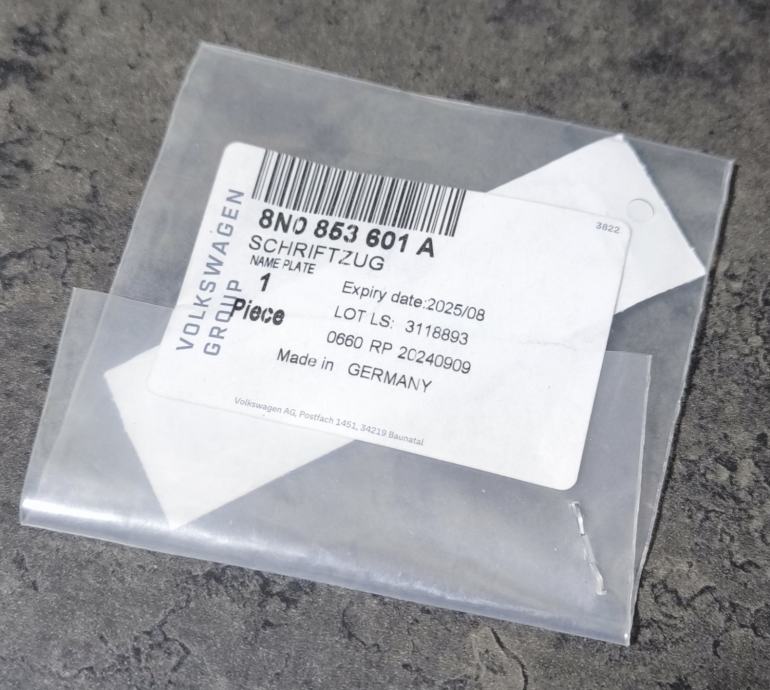 3822
8N0 853 601 A
SCHRIFTZUG
NAME PLATE
1
Piece
Expiry date:2025/08
LOT LS: 3118893
0660 RP 20240909
Made in GERMANY
VOLKSWAGEN
GROUP
Volkswagen AG, Postfach 1451, 34219 Baunatal